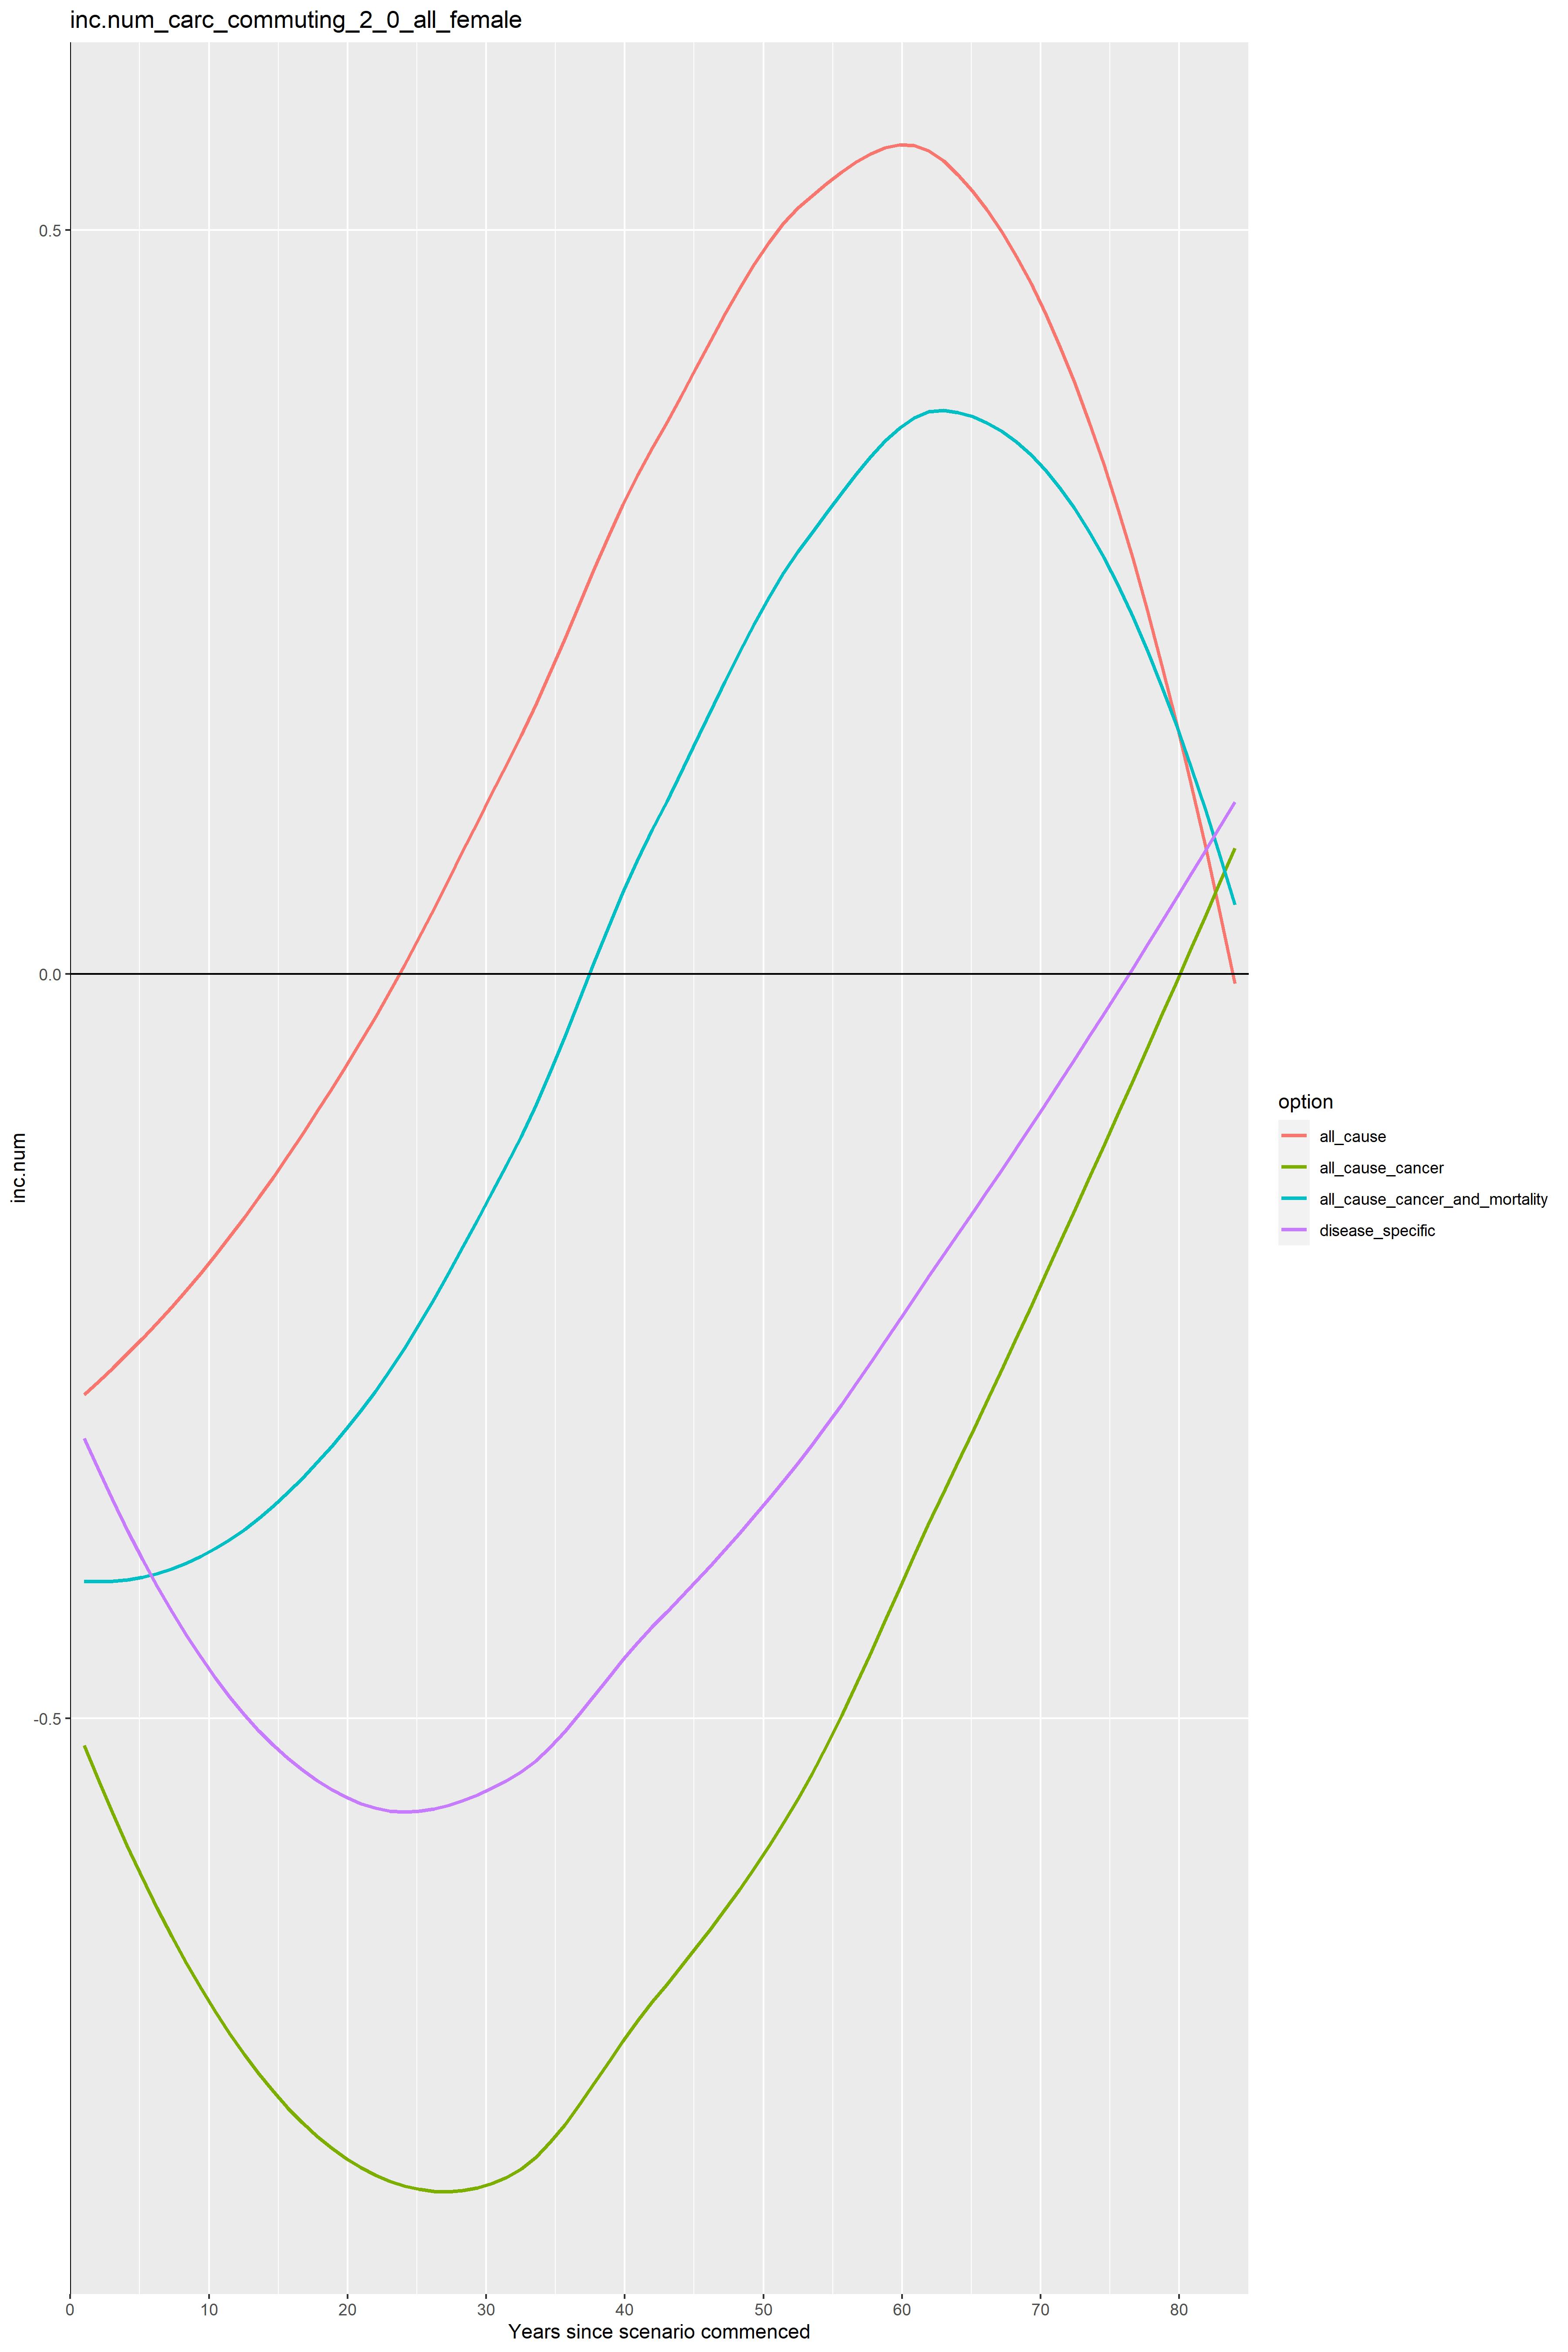 inc.num_carc_commuting_2_0_all_female
0.5
0.0
-0.5
inc.num
0 10 20 30 40 50 60 70 80
Years since scenario commenced
option
all_cause
all_cause_cancer
all_cause_cancer_and_mortality
disease_specific